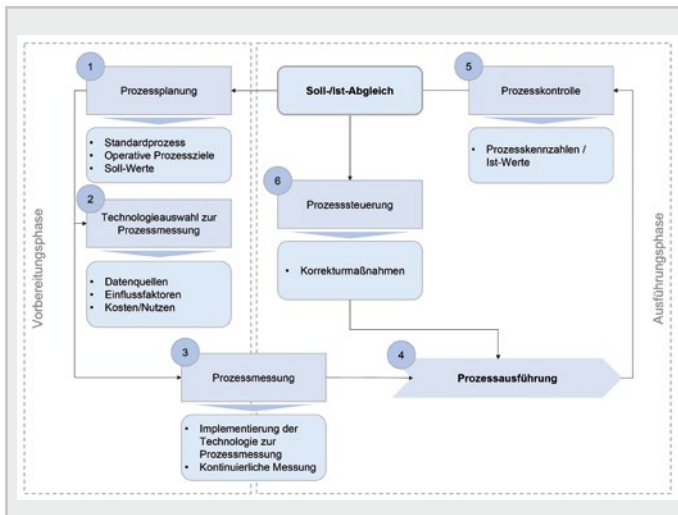 Vorbereitungsphase
1
Prozessplanung
• Standardprozess
• Operative Prozessziele
• Soll-Werte
2
Technologieauswahl zur
Prozessmessung
• Datenquellen
• Einflussfaktoren
• Kosten/Nutzen
3
Prozessmessung
• Implementierung der
Technologie zur
Prozessmessung
• Kontinuierliche Messung
Soll-/Ist-Abgleich
6
Prozesssteuerung
• Korrekturmaßnahmen
4
Prozessausführung
5
Prozesskontrolle
• Prozesskennzahlen /
Ist-Werte
Ausführungsphase